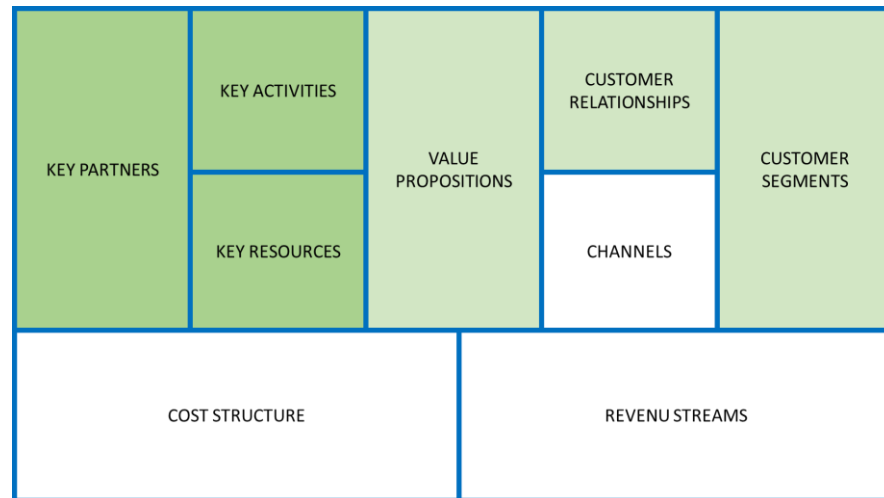 KEY PARTNERS
KEY ACTIVITIES
KEY RESOURCES
VALUE
PROPOSITIONS
CUSTOMER
RELATIONSHIPS
CHANNELS
CUSTOMER
SEGMENTS
COST STRUCTURE
REVENU STREAMS